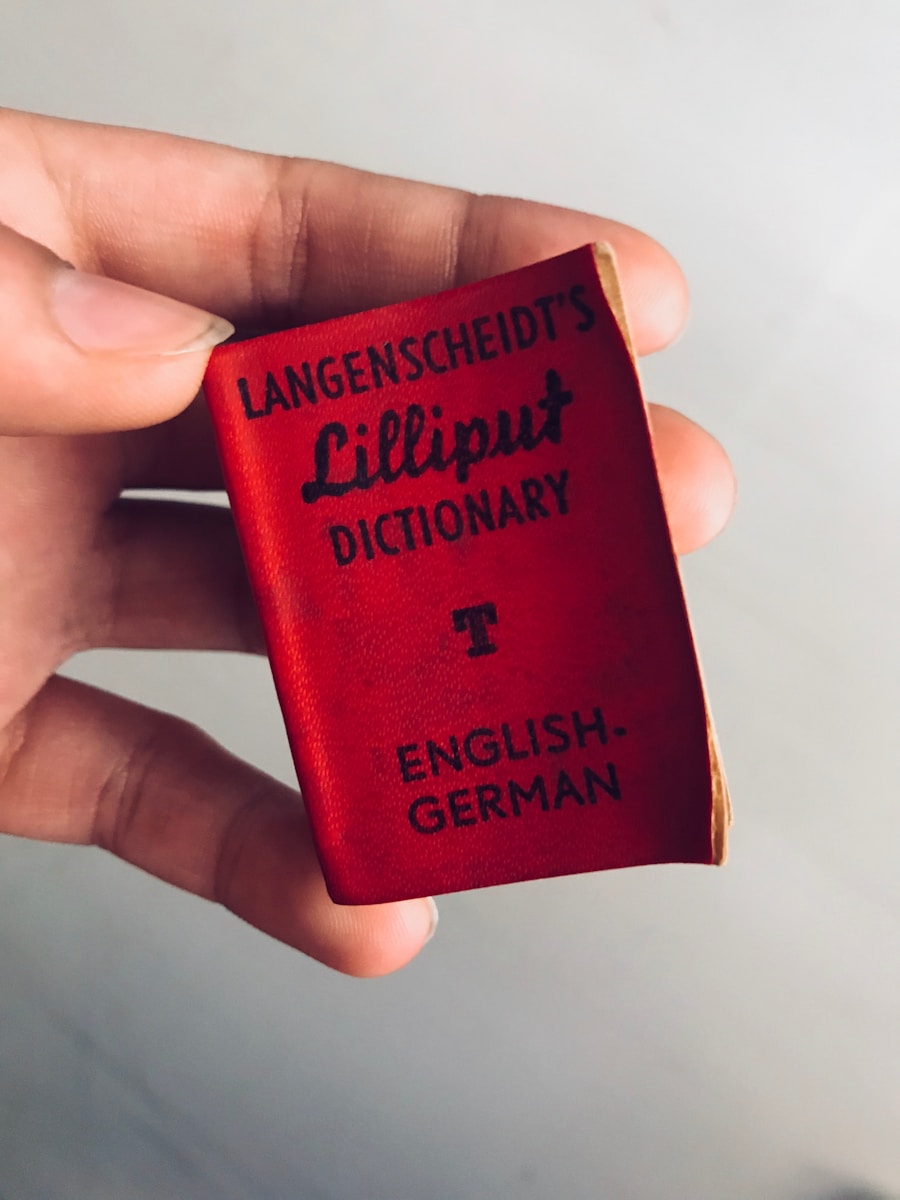 LANGENSCHEIDT'S
Lilliput
DICTIONARY
T
ENGLISH-
GERMAN